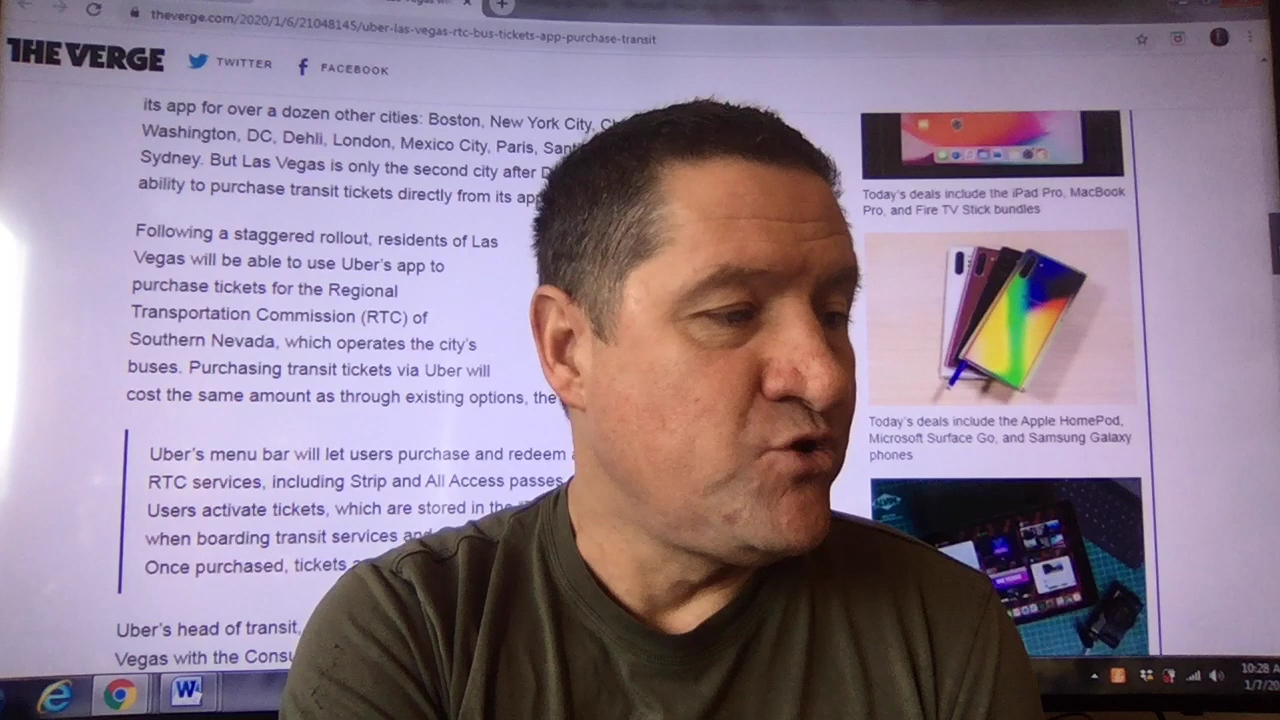 theverge.com/2020/1/6/21048145/uber-las-vegas-rtc-bus-tickets-app-purchase-transit
THE VERGE TWITTER FACEBOOK
its app for over a dozen other cities: Boston, New York City,
Washington, DC, Dehli, London, Mexico City, Paris,
Sydney. But Las Vegas is only the second city after
ability to purchase transit tickets directly from its app
Following a staggered rollout, residents of Las
Vegas will be able to use Uber's app to
purchase tickets for the Regional
Transportation Commission (RTC) of
Southern Nevada, which operates the city's
buses. Purchasing transit tickets via Uber will
cost the same amount as through existing options, the
Uber's menu bar will let users purchase and redeem
RTC services, including Strip and All Access passes
Users activate tickets, which are stored in the
when boarding transit services and
Once purchased, tickets
Uber's head of transit,
Vegas with the
Today's deals include the iPad Pro, MacBook
Pro, and Fire TV Stick bundles
Today's deals include the Apple HomePod,
Microsoft Surface Go, and Samsung Galaxy
phones
W
10:28
1/7/20